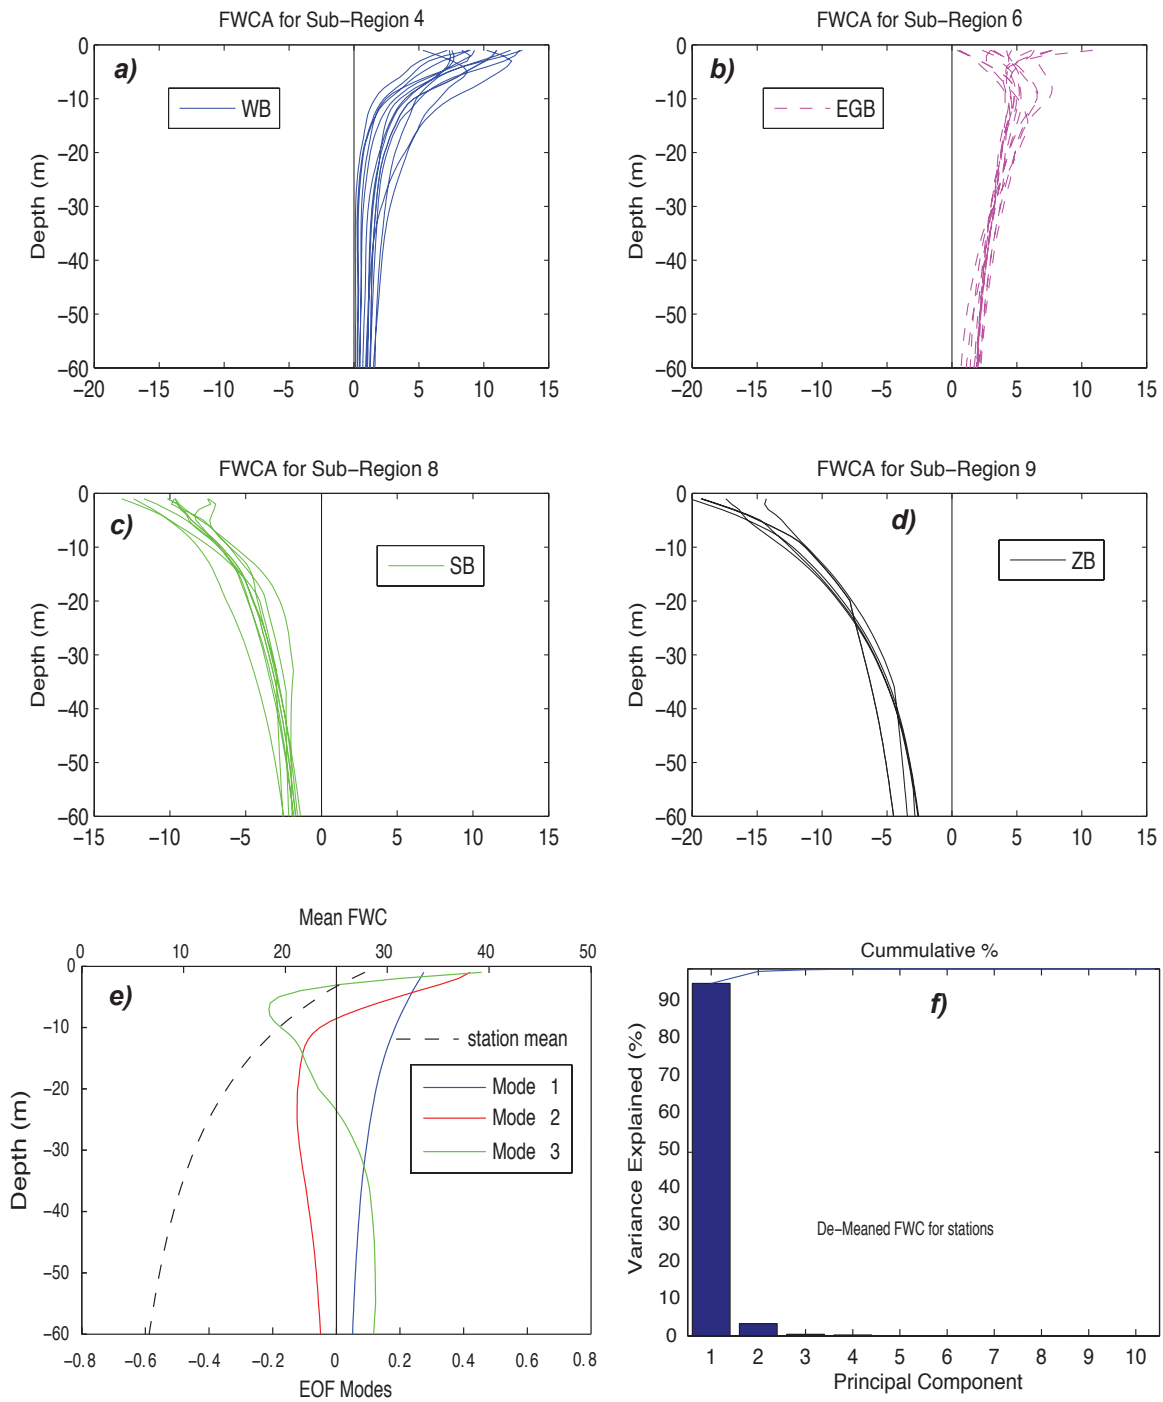 FWCA for Sub−Region 4
a)
WB
Depth (m)
0
−10
−20
−30
−40
−50
−60
−20 −15 −10 −5 0 5 10 15
FWCA for Sub−Region 6
b)
EGB
Depth (m)
0
−10
−20
−30
−40
−50
−60
−20 −15 −10 −5 0 5 10 15
FWCA for Sub−Region 8
c)
SB
Depth (m)
0
−10
−20
−30
−40
−50
−60
−15 −10 −5 0 5 10 15
FWCA for Sub−Region 9
d)
ZB
Depth (m)
0
−10
−20
−30
−40
−50
−60
−20 −15 −10 −5 0 5 10 15
Mean FWC
0 10 20 30 40 50
e)
station mean
Mode 1
Mode 2
Mode 3
Depth (m)
0
−10
−20
−30
−40
−50
−60
−0.8 −0.6 −0.4 −0.2 0 0.2 0.4 0.6 0.8
EOF Modes
Cummulative %
f)
De−Meaned FWC for stations
Variance Explained (%)
90
80
70
60
50
40
30
20
10
0
1 2 3 4 5 6 7 8 9 10
Principal Component